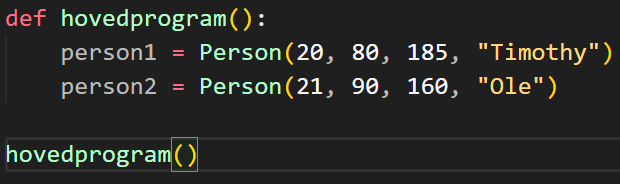 def hovedprogram():
    person1 = Person(20, 80, 185, "Timothy")
    person2 = Person(21, 90, 160, "Ole")
hovedprogram()